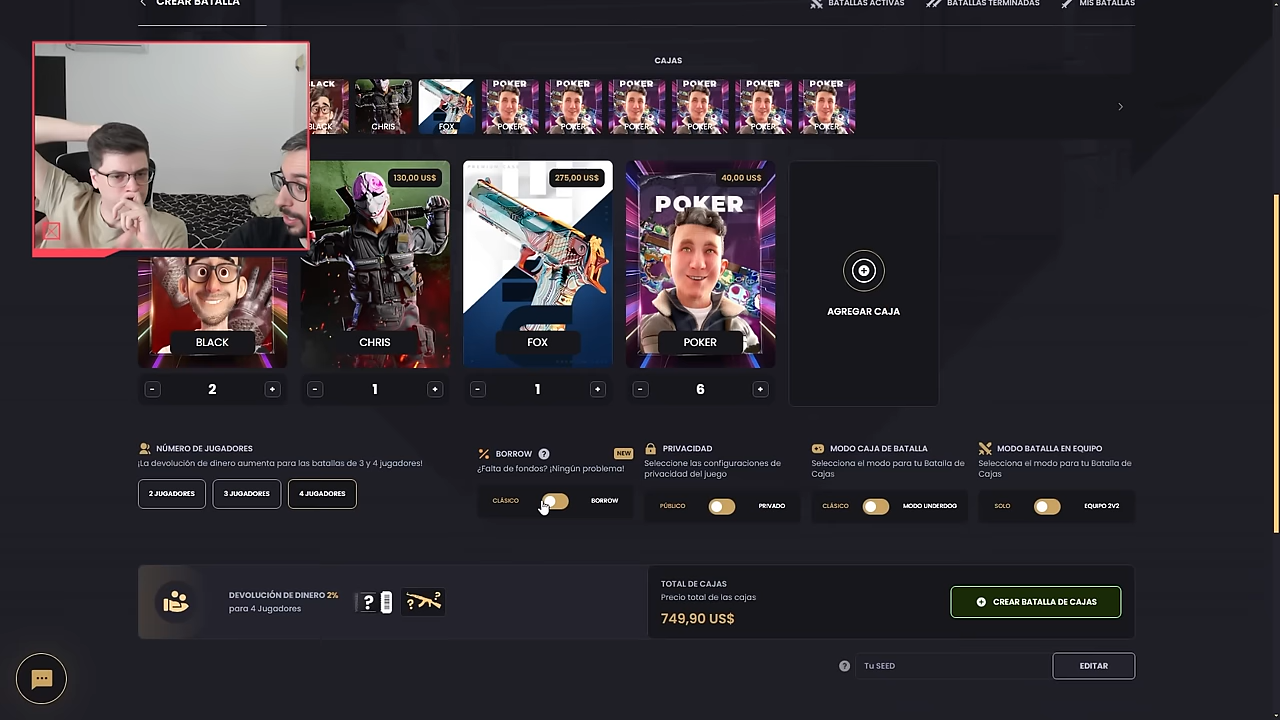 CREAR BATALLA
BATALLAS ACTIVAS
BATALLAS TERMINADAS
MIS BATALLAS
CAJAS
LACK
BLACK
CHRIS
FOX
POKER
POKER
POKER
POKER
POKER
POKER
POKER
POKER
POKER
POKER
POKER
POKER
130,00 US$
275,00 US$
40,00 US$
POKER
BLACK
CHRIS
FOX
POKER
AGREGAR CAJA
- 2 +
- 1 +
- 1 +
- 6 +
NÚMERO DE JUGADORES
¡La devolución de dinero aumenta para las batallas de 3 y 4 jugadores!
2 JUGADORES
3 JUGADORES
4 JUGADORES
BORROW ? NEW
¿Falta de fondos? ¡Ningún problema!
CLÁSICO
BORROW
PRIVACIDAD
Seleccione las configuraciones de
privacidad del juego
PÚBLICO
PRIVADO
MODO CAJA DE BATALLA
Selecciona el modo para tu Batalla de
Cajas
CLÁSICO
MODO UNDERDOG
MODO BATALLA EN EQUIPO
Selecciona el modo para tu Batalla de
Cajas
SOLO
EQUIPO 2V2
DEVOLUCIÓN DE DINERO 2%
para 4 Jugadores
?
? ?
TOTAL DE CAJAS
Precio total de las cajas
749,90 US$
CREAR BATALLA DE CAJAS
? Tu SEED
EDITAR